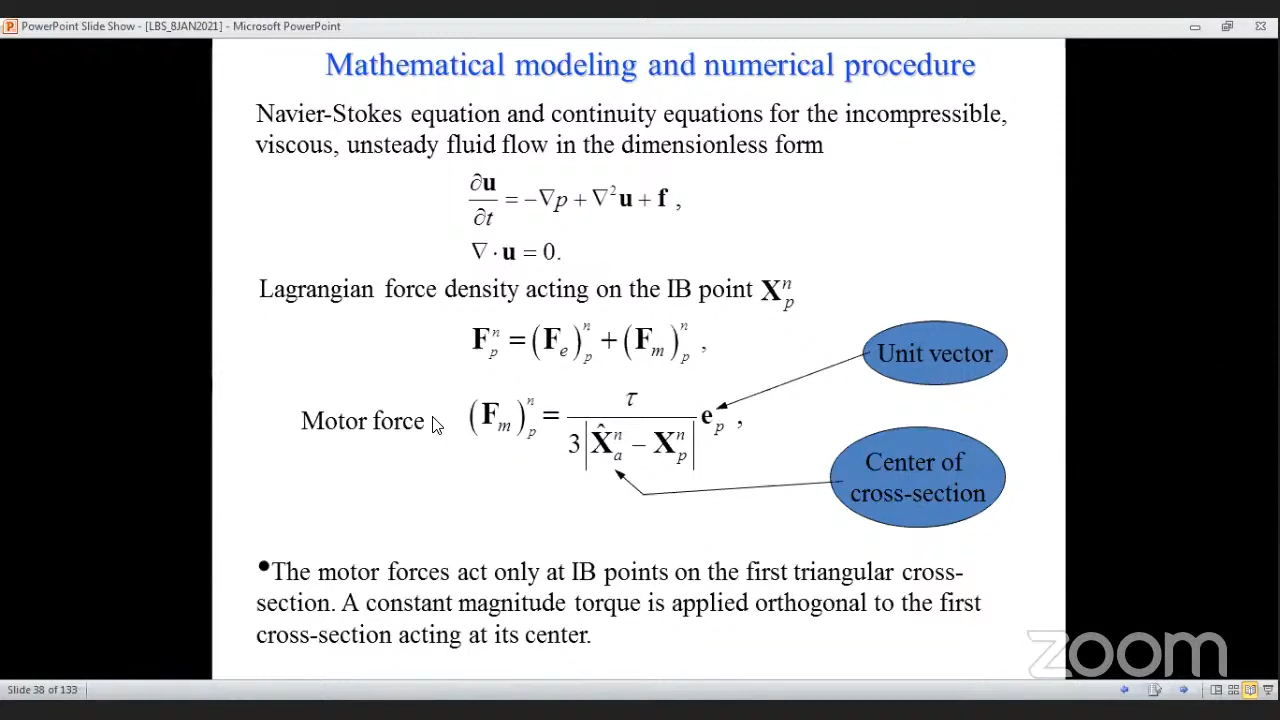 PowerPoint Slide Show - [LBS_8JAN2021] - Microsoft PowerPoint
Mathematical modeling and numerical procedure
Navier-Stokes equation and continuity equations for the incompressible,
viscous, unsteady fluid flow in the dimensionless form
∂𝐮/∂t = −∇p + ∇²𝐮 + 𝐟 ,
∇ · 𝐮 = 0.
Lagrangian force density acting on the IB point 𝐗ₚⁿ
𝐅ₚⁿ = (𝐅ₑ)ₚⁿ + (𝐅ₘ)ₚⁿ ,
Unit vector
Motor force (𝐅ₘ)ₚⁿ = τ / 3|𝐗̂ₐⁿ − 𝐗ₚⁿ| 𝐞ₚ ,
Center of
cross-section
•The motor forces act only at IB points on the first triangular cross-
section. A constant magnitude torque is applied orthogonal to the first
cross-section acting at its center.
zoom
Slide 38 of 133